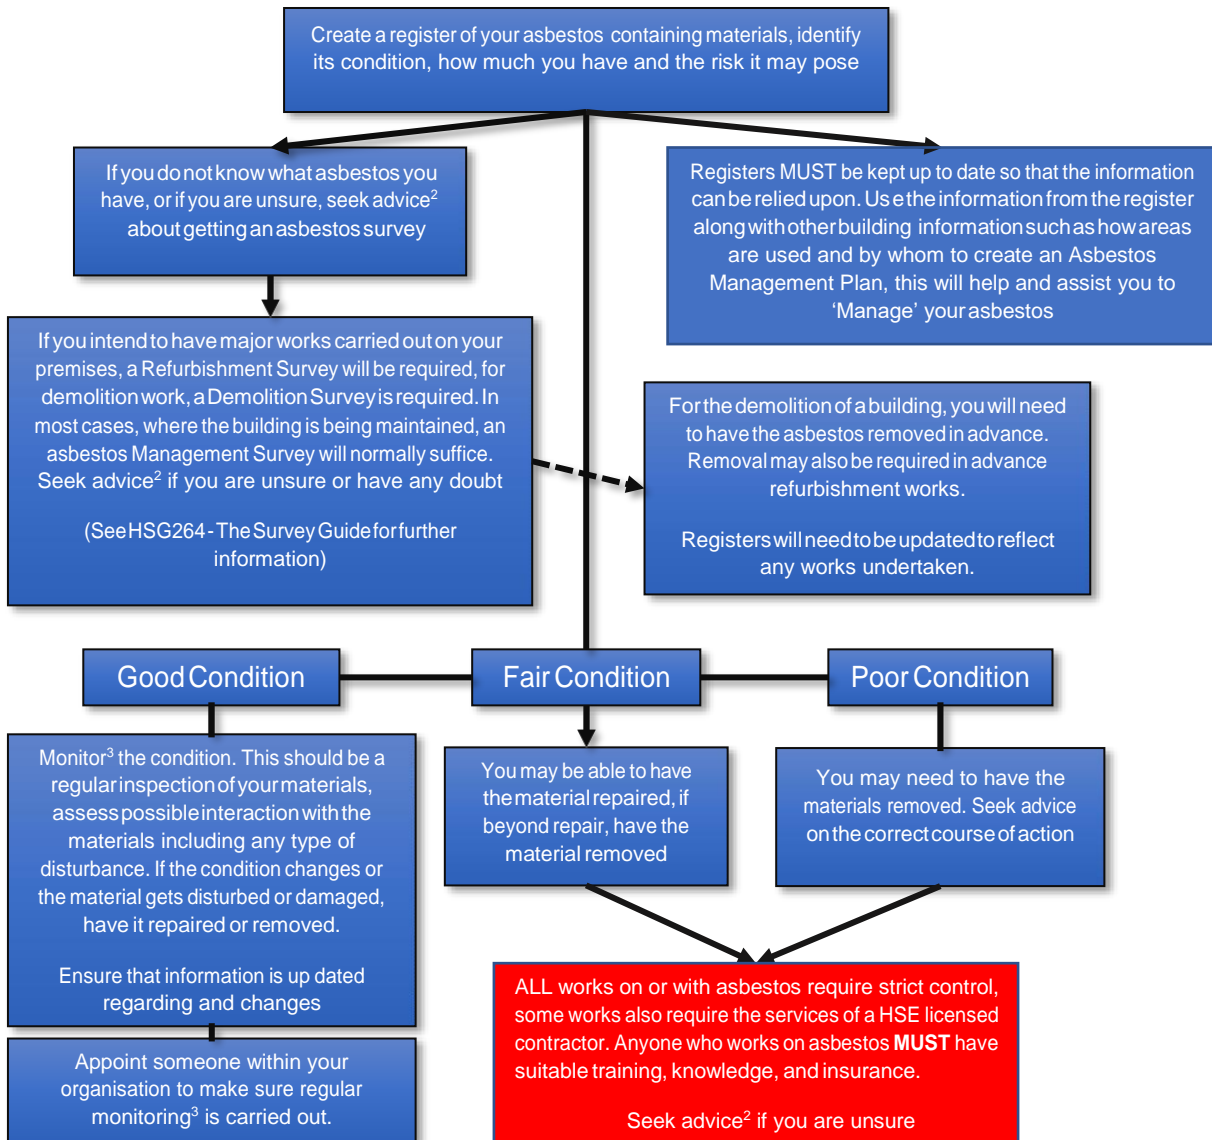 Create a register of your asbestos containing materials, identify
its condition, how much you have and the risk it may pose
If you do not know what asbestos you
have, or if you are unsure, seek advice²
about getting an asbestos survey
Registers MUST be kept up to date so that the information
can be relied upon. Use the information from the register
along with other building information such as how areas
are used and by whom to create an Asbestos
Management Plan, this will help and assist you to
‘Manage’ your asbestos
If you intend to have major works carried out on your
premises, a Refurbishment Survey will be required, for
demolition work, a Demolition Survey is required. In
most cases, where the building is being maintained, an
asbestos Management Survey will normally suffice.
Seek advice² if you are unsure or have any doubt
(See HSG264 - The Survey Guide for further
information)
For the demolition of a building, you will need
to have the asbestos removed in advance.
Removal may also be required in advance
refurbishment works.
Registers will need to be updated to reflect
any works undertaken.
Good Condition
Fair Condition
Poor Condition
Monitor³ the condition. This should be a
regular inspection of your materials,
assess possible interaction with the
materials including any type of
disturbance. If the condition changes or
the material gets disturbed or damaged,
have it repaired or removed.
Ensure that information is up dated
regarding and changes
You may be able to have
the material repaired, if
beyond repair, have the
material removed
You may need to have the
materials removed. Seek advice
on the correct course of action
Appoint someone within your
organisation to make sure regular
monitoring³ is carried out.
ALL works on or with asbestos require strict control,
some works also require the services of a HSE licensed
contractor. Anyone who works on asbestos MUST have
suitable training, knowledge, and insurance.
Seek advice² if you are unsure